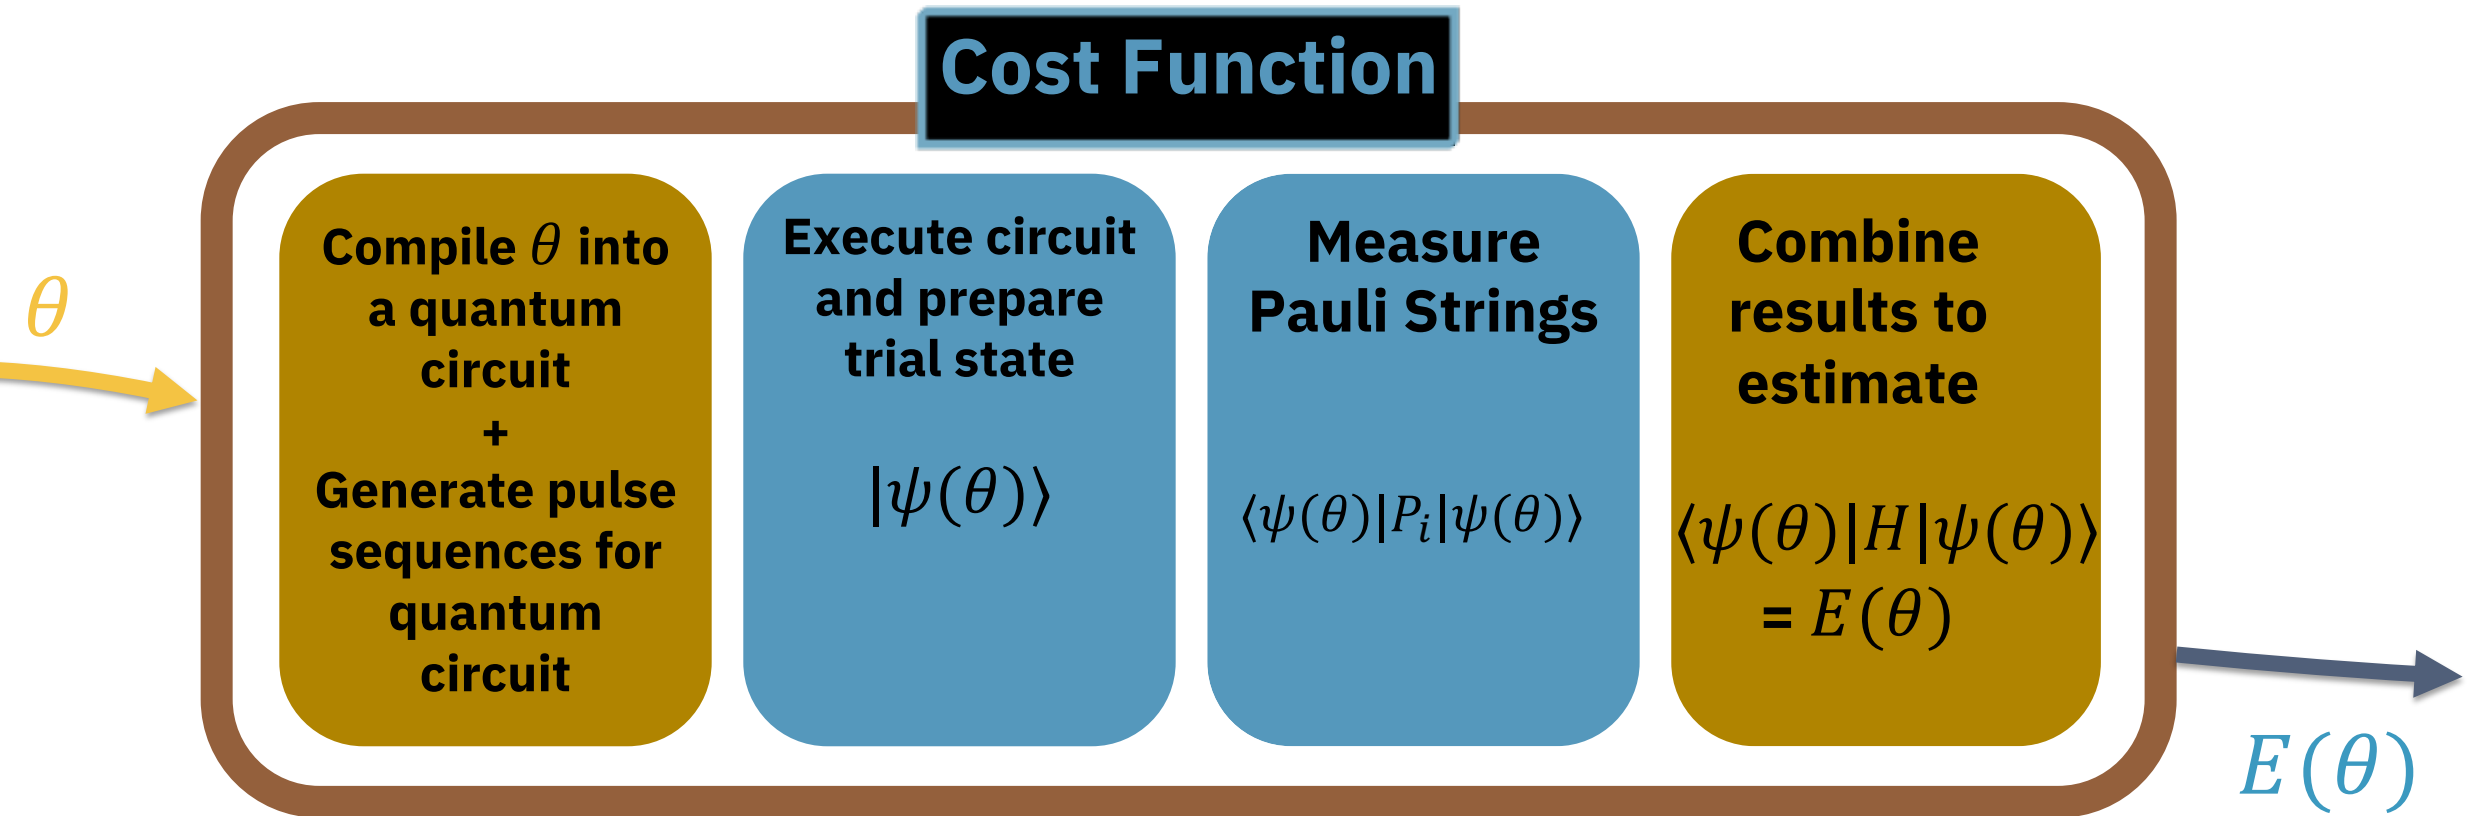 Cost Function
θ
Compile θ into
a quantum
circuit
+
Generate pulse
sequences for
quantum
circuit
Execute circuit
and prepare
trial state
|ψ(θ)⟩
Measure
Pauli Strings
⟨ψ(θ)|P_i|ψ(θ)⟩
Combine
results to
estimate
⟨ψ(θ)|H|ψ(θ)⟩
= E(θ)
E(θ)